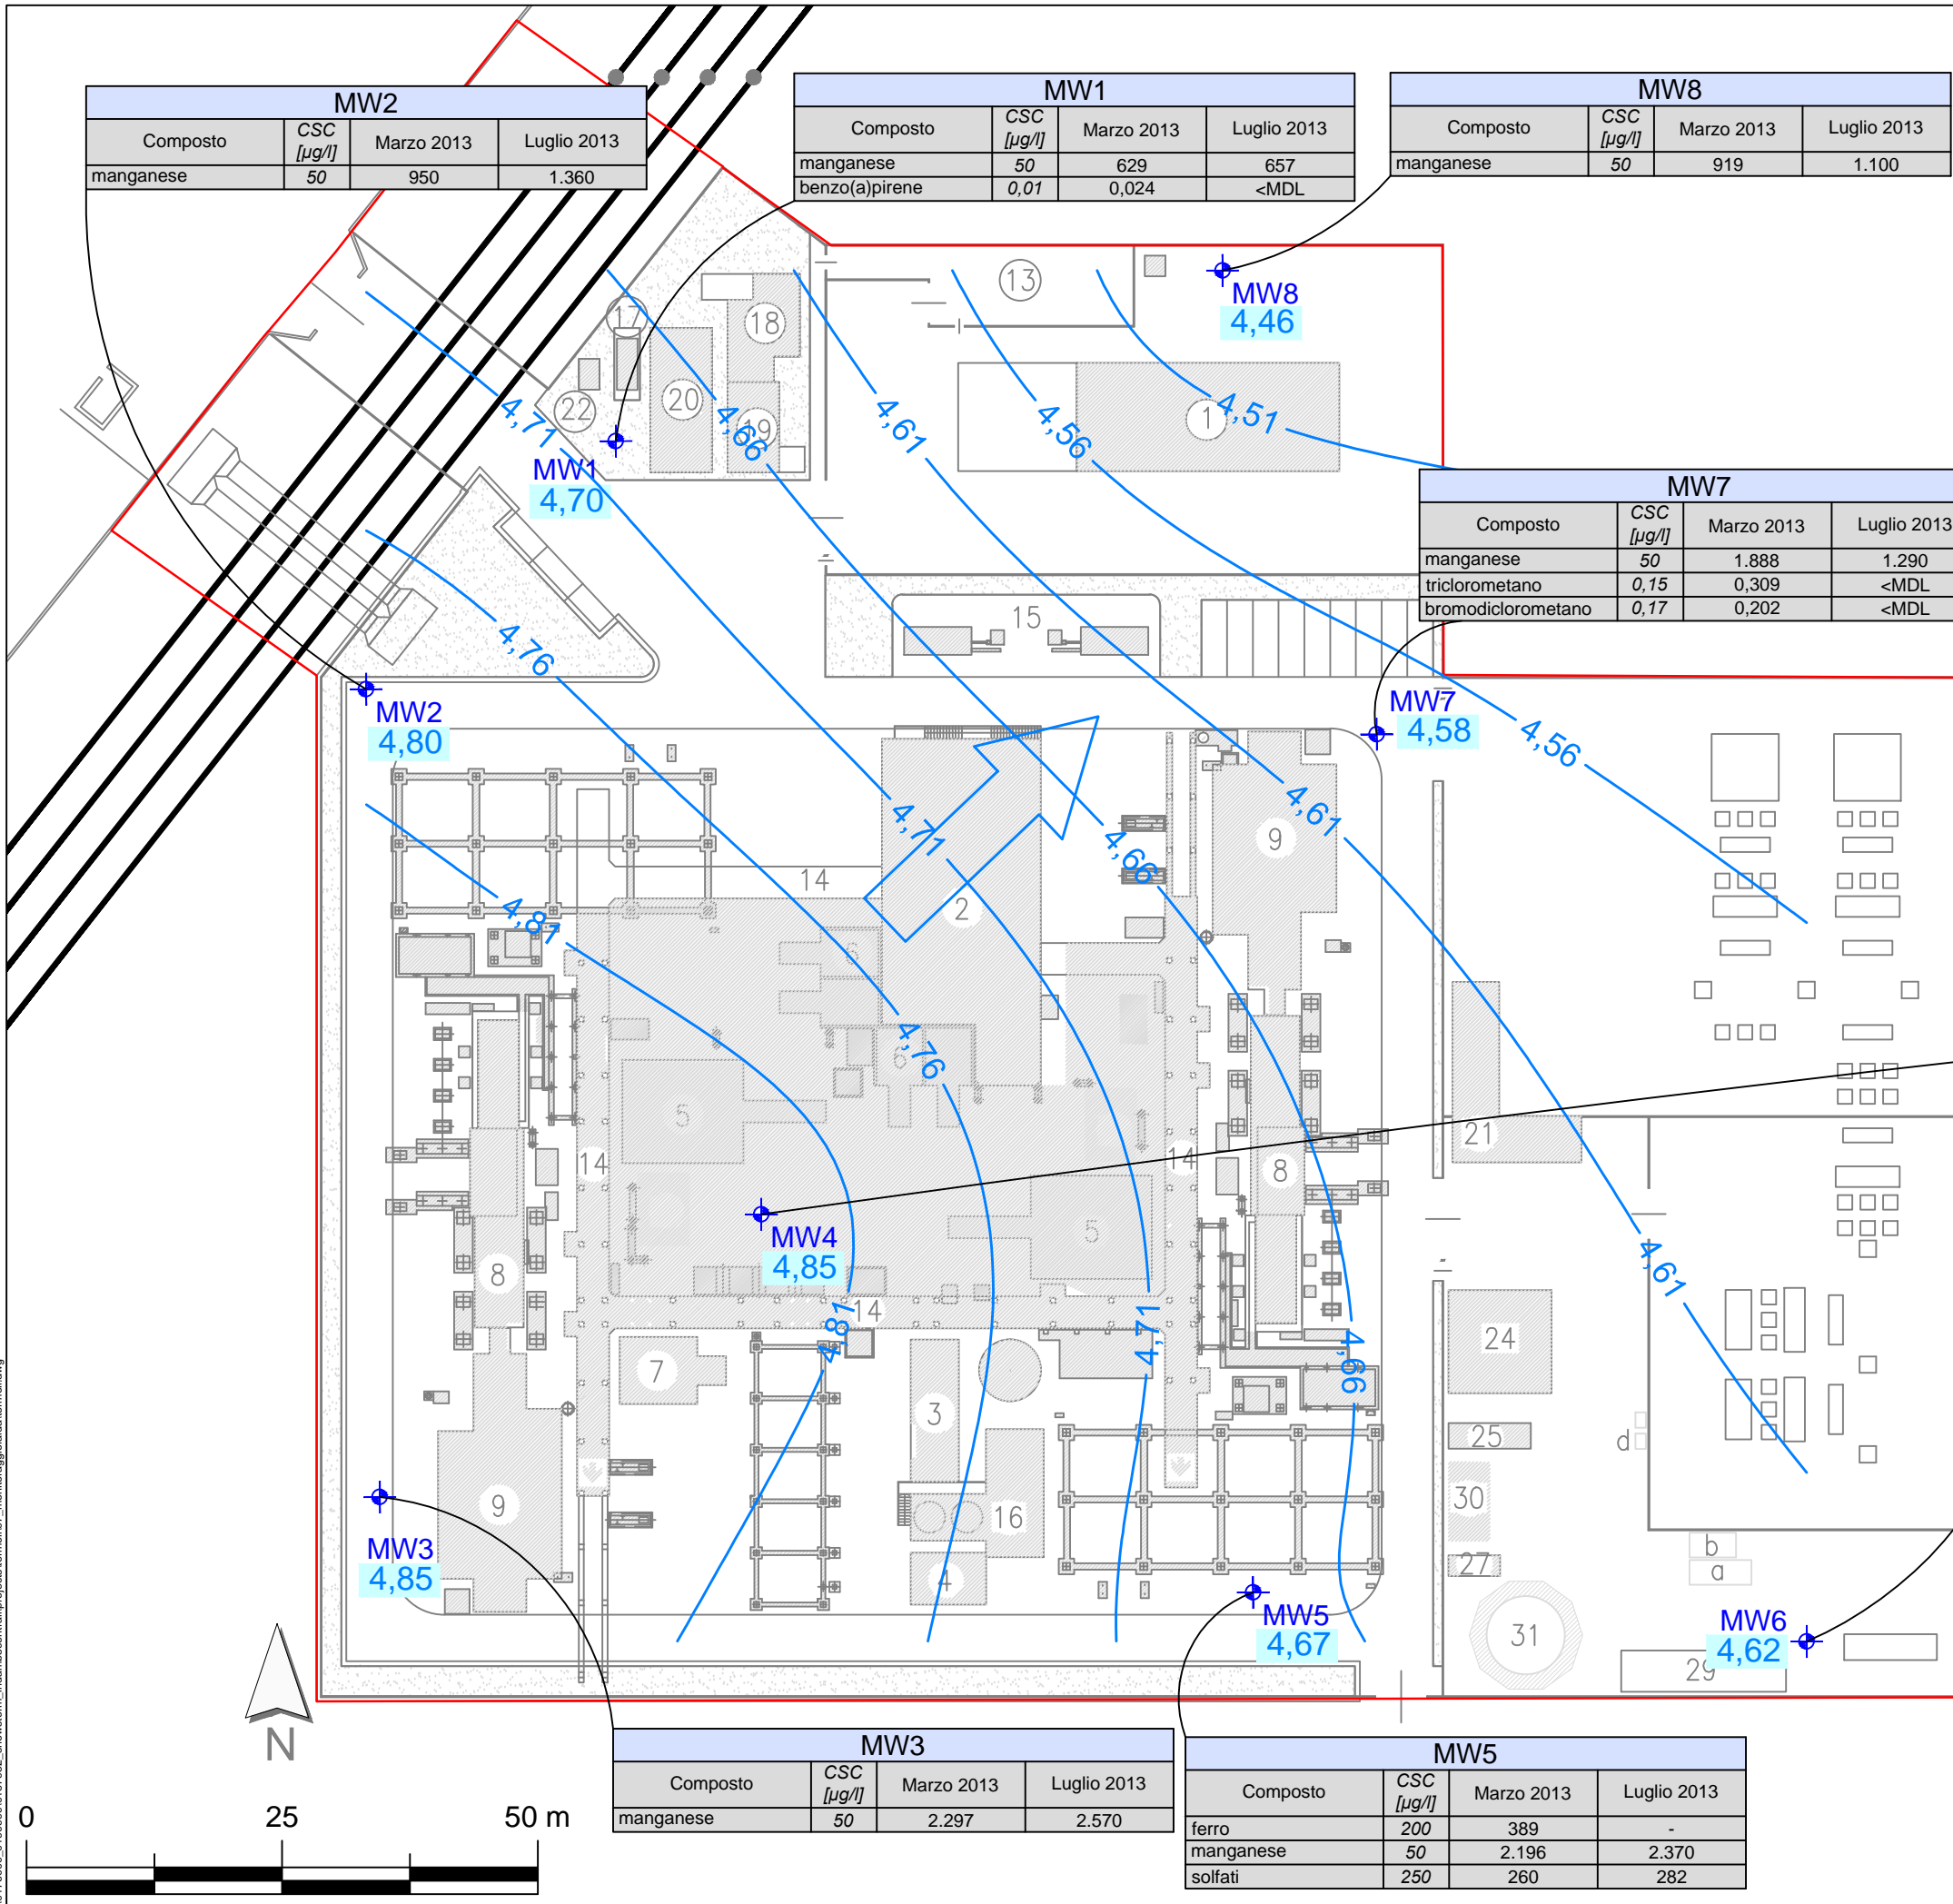 MW2
Composto CSC [µg/l] Marzo 2013 Luglio 2013
manganese 50 950 1.360
MW1
Composto CSC [µg/l] Marzo 2013 Luglio 2013
manganese 50 629 657
benzo(a)pirene 0,01 0,024 <MDL
MW8
Composto CSC [µg/l] Marzo 2013 Luglio 2013
manganese 50 919 1.100
13
MW8
4,46
17
18
22
20
19
1
4,71
4,66
4,61
4,56
4,51
MW1
4,70
MW7
Composto CSC [µg/l] Marzo 2013 Luglio 2013
manganese 50 1.888 1.290
triclorometano 0,15 0,309 <MDL
bromodiclorometano 0,17 0,202 <MDL
15
4,76
MW2
4,80
MW7
4,58
4,56
4,71
4,61
4,66
9
14
2
4,81
6
6
4,76
5
14
14
8
21
MW4
4,85
5
8
4,61
14
4,81
4,71
4,66
24
7
3
25
d
9
16
30
MW3
4,85
4
27
b
a
MW5
4,67
31
MW6
4,62
29
N
MW3
Composto CSC [µg/l] Marzo 2013 Luglio 2013
manganese 50 2.297 2.570
MW5
Composto CSC [µg/l] Marzo 2013 Luglio 2013
ferro 200 389 -
manganese 50 2.196 2.370
solfati 250 260 282
0 25 50 m